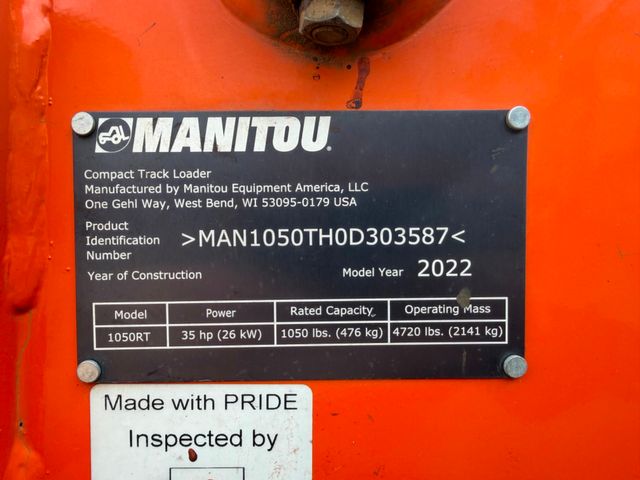 MANITOU
Compact Track Loader
Manufactured by Manitou Equipment America, LLC
One Gehl Way, West Bend, WI 53095-0179 USA
Product
Identification >MAN1050TH0D303587<
Number
Year of Construction Model Year 2022
Model Power Rated Capacity Operating Mass
1050RT 35 hp (26 kW) 1050 lbs. (476 kg) 4720 lbs. (2141 kg)
Made with PRIDE
Inspected by